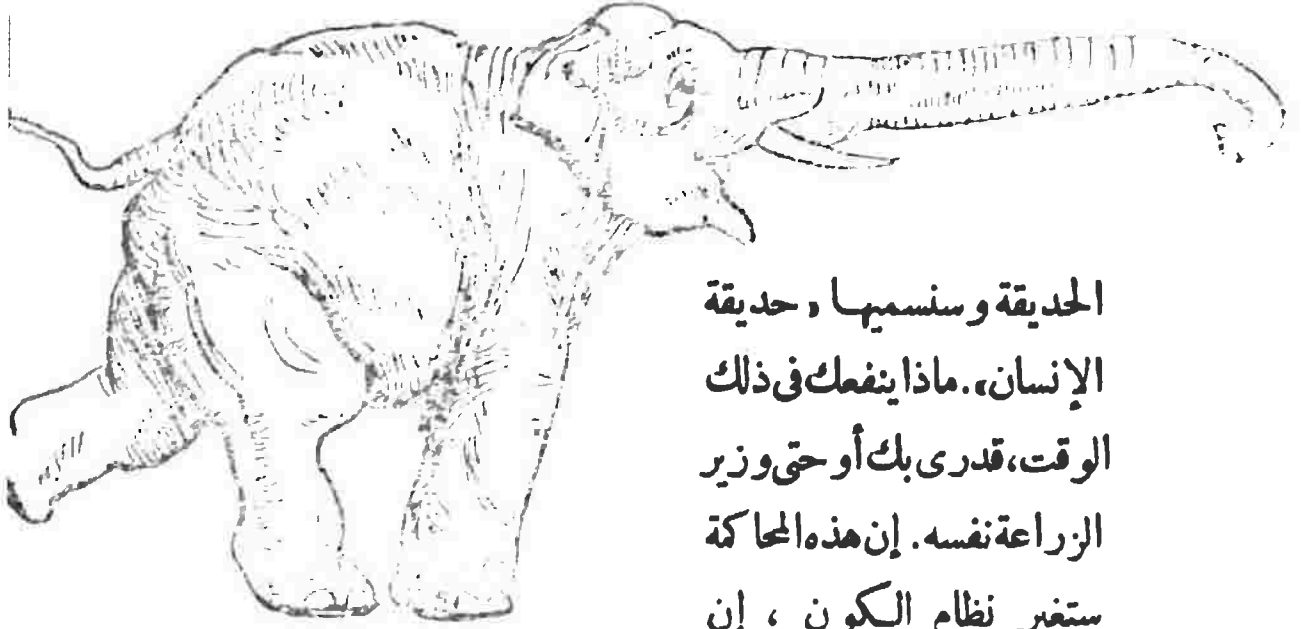 الحديقة وسنسميها « حديقة
الإنسان». ماذا ينفعك فى ذلك
الوقت، قدرى بك أو حتى وزير
الزراعة نفسه. إن هذه المحاكمة
ستغير نظام الكون ، إن